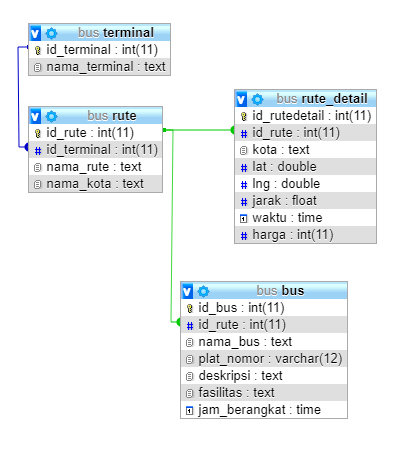 bus terminal
id_terminal : int(11)
nama_terminal : text
bus rute
id_rute : int(11)
id_terminal : int(11)
nama_rute : text
nama_kota : text
bus rute_detail
id_rutedetail : int(11)
id_rute : int(11)
kota : text
lat : double
lng : double
jarak : float
waktu : time
harga : int(11)
bus bus
id_bus : int(11)
id_rute : int(11)
nama_bus : text
plat_nomor : varchar(12)
deskripsi : text
fasilitas : text
jam_berangkat : time